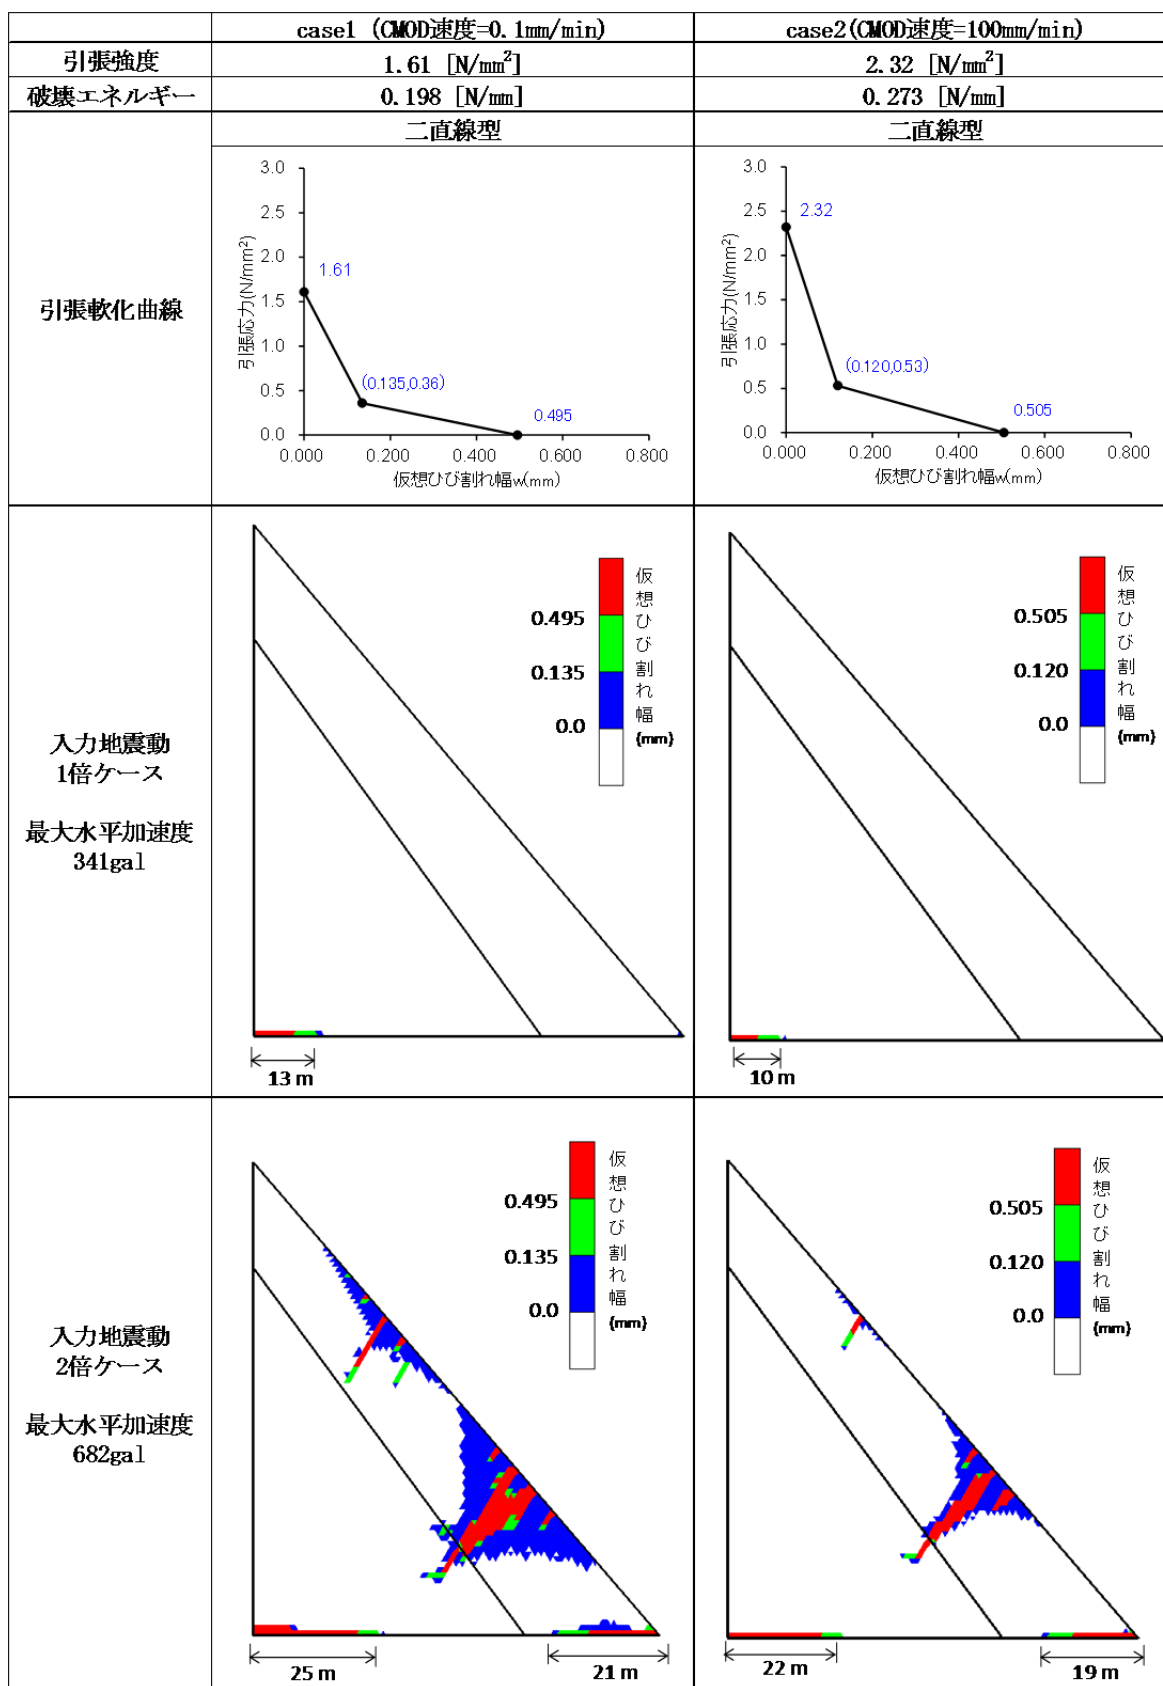 case1 (CMOD速度=0.1mm/min)
case2(CMOD速度=100mm/min)
引張強度
1.61 [N/mm²]
2.32 [N/mm²]
破壊エネルギー
0.198 [N/mm]
0.273 [N/mm]
引張軟化曲線
二直線型
3.0
2.5
2.0
1.5
1.0
0.5
0.0
引張応力(N/mm²)
1.61
(0.135,0.36)
0.495
0.000
0.200
0.400
0.600
0.800
仮想ひび割れ幅w(mm)
二直線型
3.0
2.5
2.0
1.5
1.0
0.5
0.0
引張応力(N/mm²)
2.32
(0.120,0.53)
0.505
0.000
0.200
0.400
0.600
0.800
仮想ひび割れ幅w(mm)
入力地震動
1倍ケース
最大水平加速度
341gal
0.495
0.135
0.0
仮想ひび割れ幅
(mm)
13 m
0.505
0.120
0.0
仮想ひび割れ幅
(mm)
10 m
入力地震動
2倍ケース
最大水平加速度
682gal
0.495
0.135
0.0
仮想ひび割れ幅
(mm)
25 m
21 m
0.505
0.120
0.0
仮想ひび割れ幅
(mm)
22 m
19 m